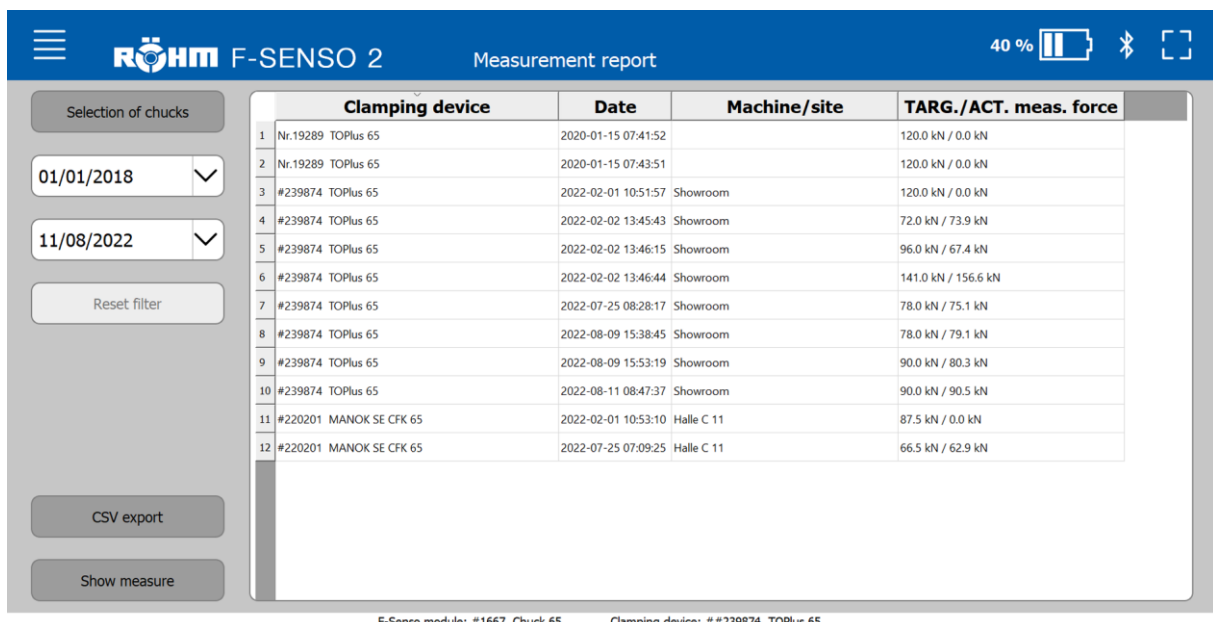 RÖHM F-SENSO 2 Measurement report 40 %
Selection of chucks
01/01/2018
11/08/2022
Reset filter
CSV export
Show measure
Clamping device Date Machine/site TARG./ACT. meas. force
1 Nr.19289 TOPlus 65 2020-01-15 07:41:52 120.0 kN / 0.0 kN
2 Nr.19289 TOPlus 65 2020-01-15 07:43:51 120.0 kN / 0.0 kN
3 #239874 TOPlus 65 2022-02-01 10:51:57 Showroom 120.0 kN / 0.0 kN
4 #239874 TOPlus 65 2022-02-02 13:45:43 Showroom 72.0 kN / 73.9 kN
5 #239874 TOPlus 65 2022-02-02 13:46:15 Showroom 96.0 kN / 67.4 kN
6 #239874 TOPlus 65 2022-02-02 13:46:44 Showroom 141.0 kN / 156.6 kN
7 #239874 TOPlus 65 2022-07-25 08:28:17 Showroom 78.0 kN / 75.1 kN
8 #239874 TOPlus 65 2022-08-09 15:38:45 Showroom 78.0 kN / 79.1 kN
9 #239874 TOPlus 65 2022-08-09 15:53:19 Showroom 90.0 kN / 80.3 kN
10 #239874 TOPlus 65 2022-08-11 08:47:37 Showroom 90.0 kN / 90.5 kN
11 #220201 MANOK SE CFK 65 2022-02-01 10:53:10 Halle C 11 87.5 kN / 0.0 kN
12 #220201 MANOK SE CFK 65 2022-07-25 07:09:25 Halle C 11 66.5 kN / 62.9 kN
F-Senso module: #1667 Chuck 65 Clamping device: ##239874 TOPlus 65